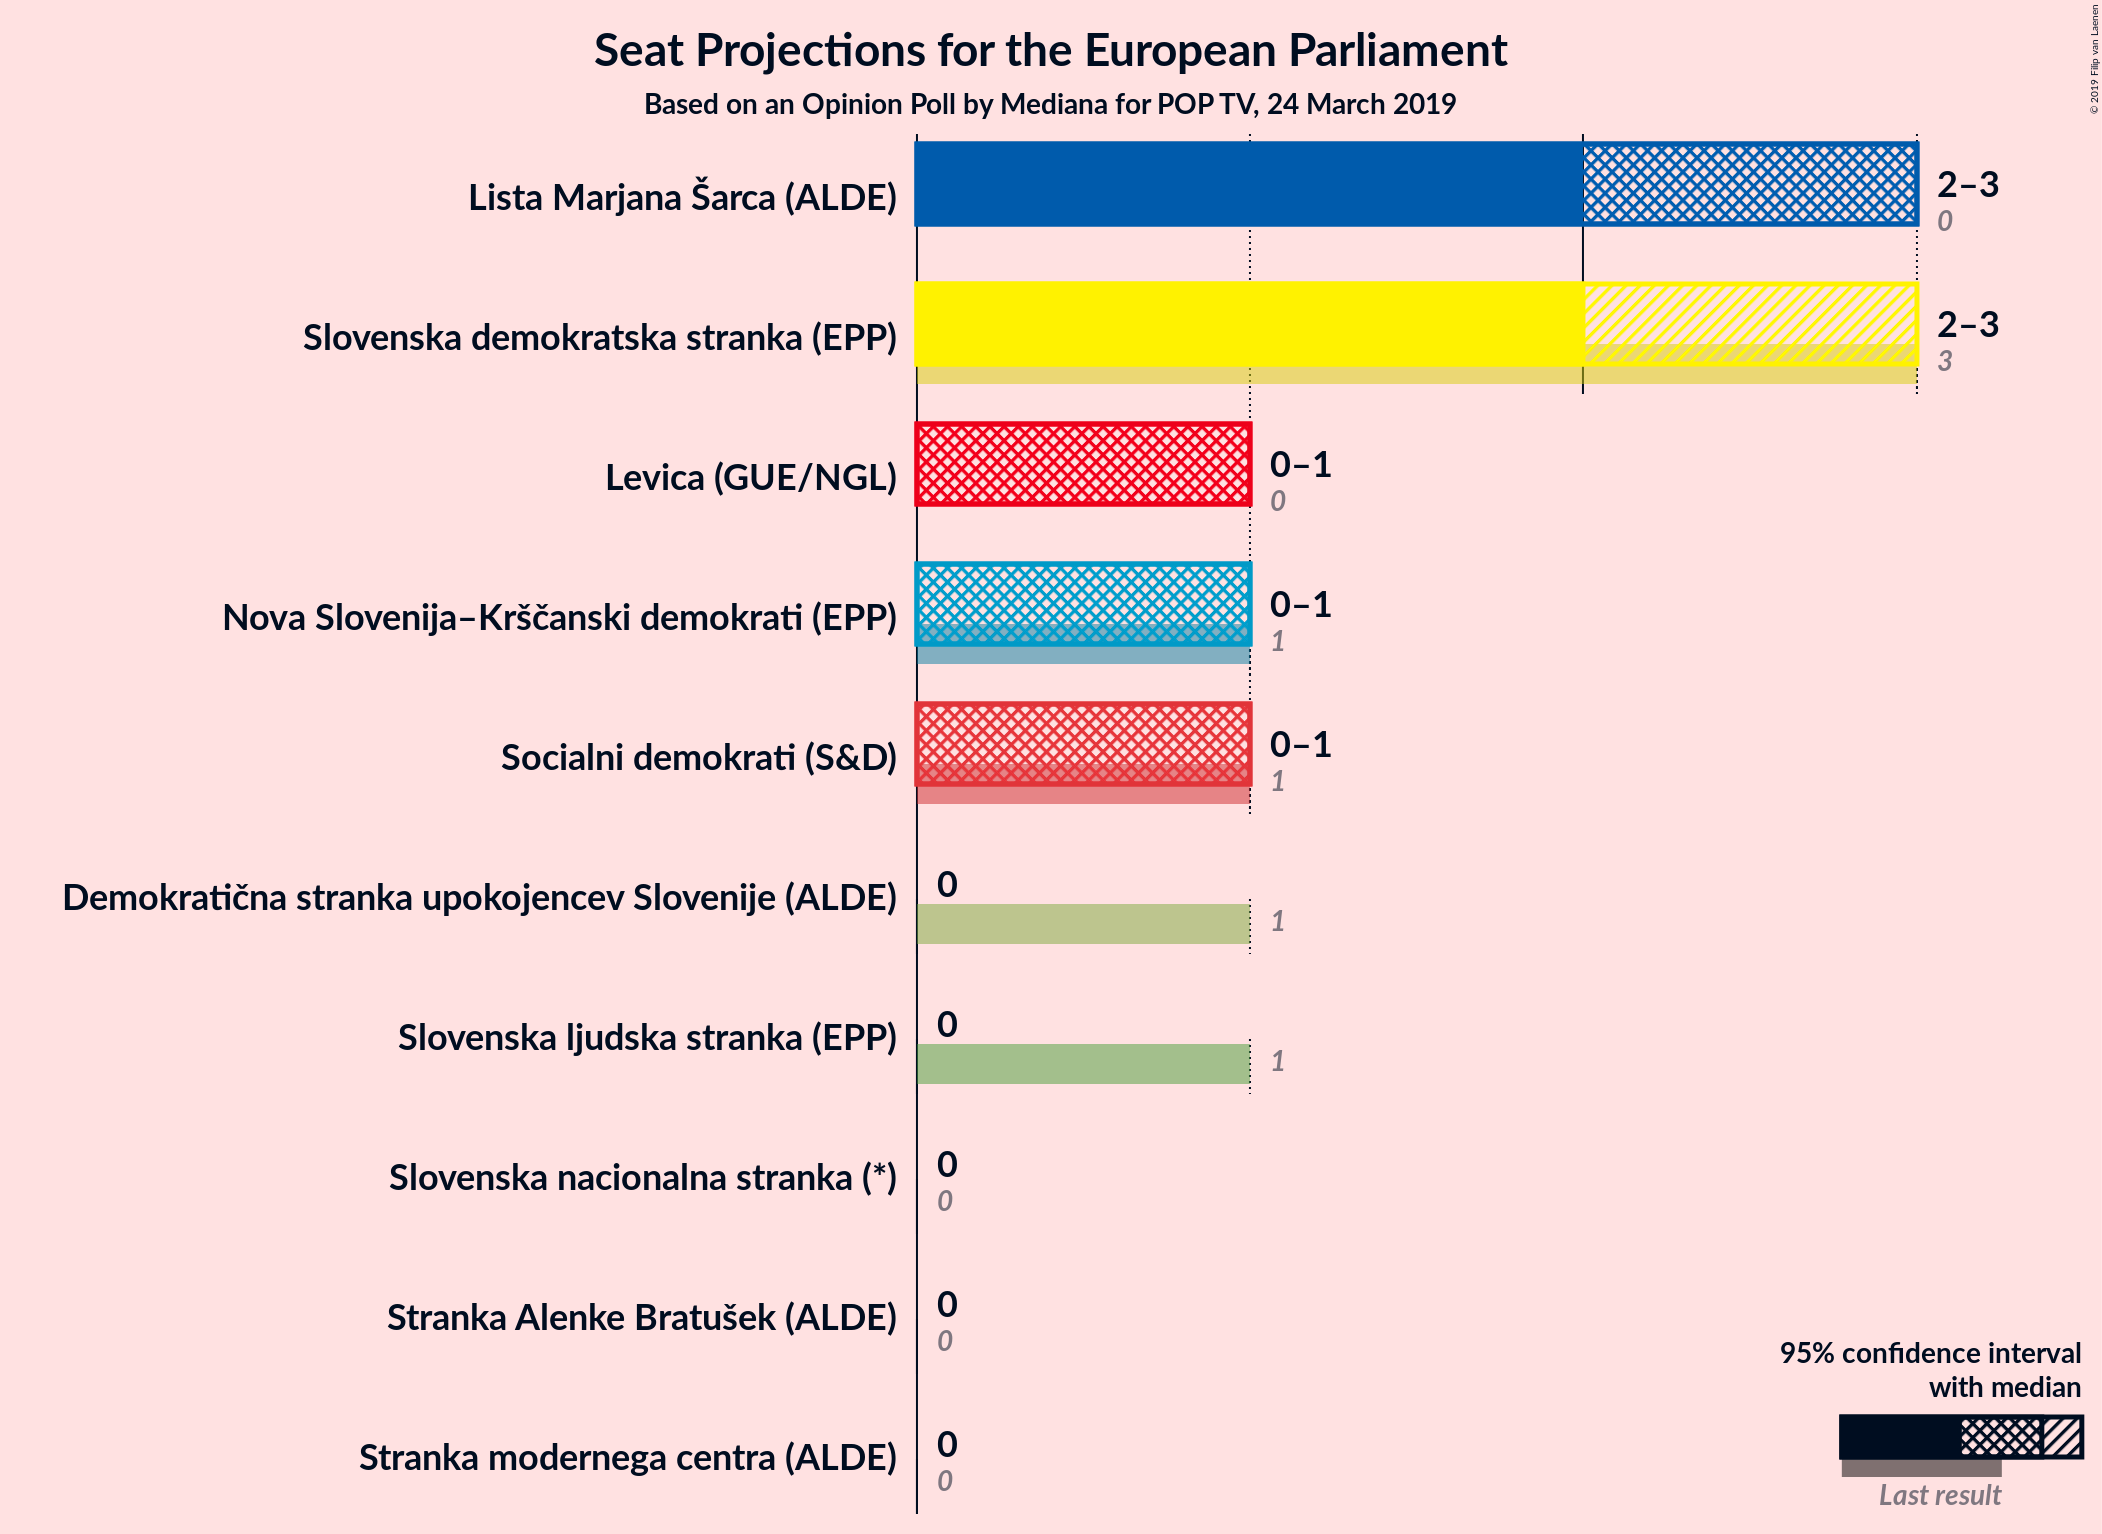 Seat Projections for the European Parliament
Based on an Opinion Poll by Mediana for POP TV, 24 March 2019
© 2019 Filip van Laenen
Lista Marjana Šarca (ALDE)
2–3
0
Slovenska demokratska stranka (EPP)
2–3
3
Levica (GUE/NGL)
0–1
0
Nova Slovenija–Krščanski demokrati (EPP)
0–1
1
Socialni demokrati (S&D)
0–1
1
Demokratična stranka upokojencev Slovenije (ALDE)
0
1
Slovenska ljudska stranka (EPP)
0
1
Slovenska nacionalna stranka (*)
0
0
Stranka Alenke Bratušek (ALDE)
0
0
Stranka modernega centra (ALDE)
0
0
95% confidence interval
with median
Last result